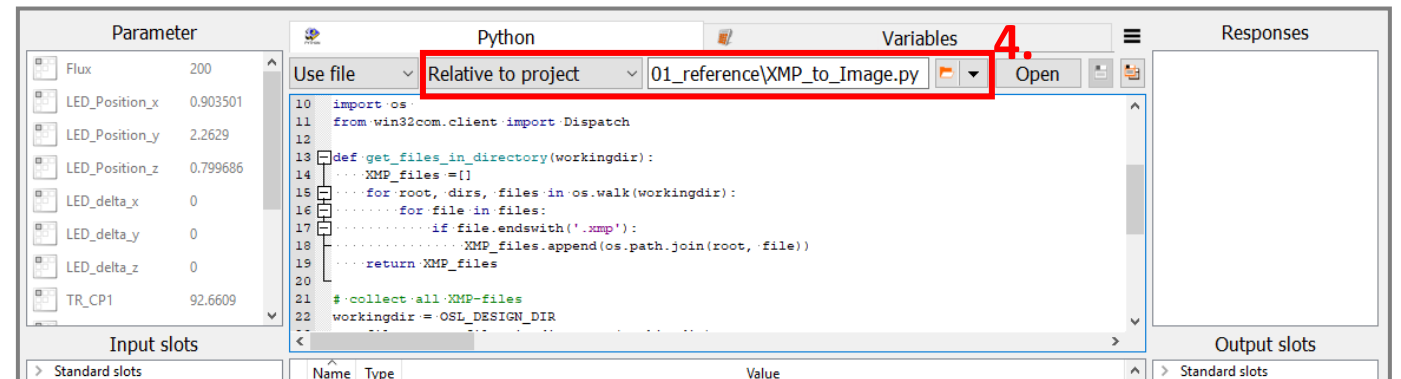 Parameter
Flux 200
LED_Position_x 0.903501
LED_Position_y 2.2629
LED_Position_z 0.799686
LED_delta_x 0
LED_delta_y 0
LED_delta_z 0
TR_CP1 92.6609
Input slots
Standard slots
Python
Variables
4.
Use file
Relative to project
01_reference\XMP_to_Image.py
Open
10 import os
11 from win32com.client import Dispatch
12
13 def get_files_in_directory(workingdir):
14     XMP_files =[]
15     for root, dirs, files in os.walk(workingdir):
16         for file in files:
17             if file.endswith('.xmp'):
18                 XMP_files.append(os.path.join(root, file))
19     return XMP_files
20
21 # collect all XMP-files
22 workingdir = OSL_DESIGN_DIR
Name Type Value
Responses
Output slots
Standard slots